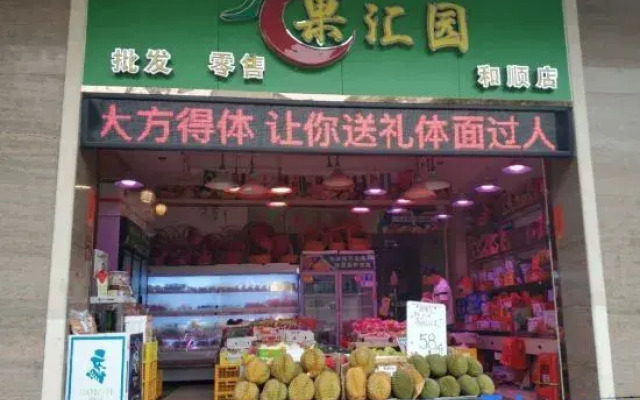 果汇园
批发 零售
和顺店
大方得体 让你送礼体面过人
58